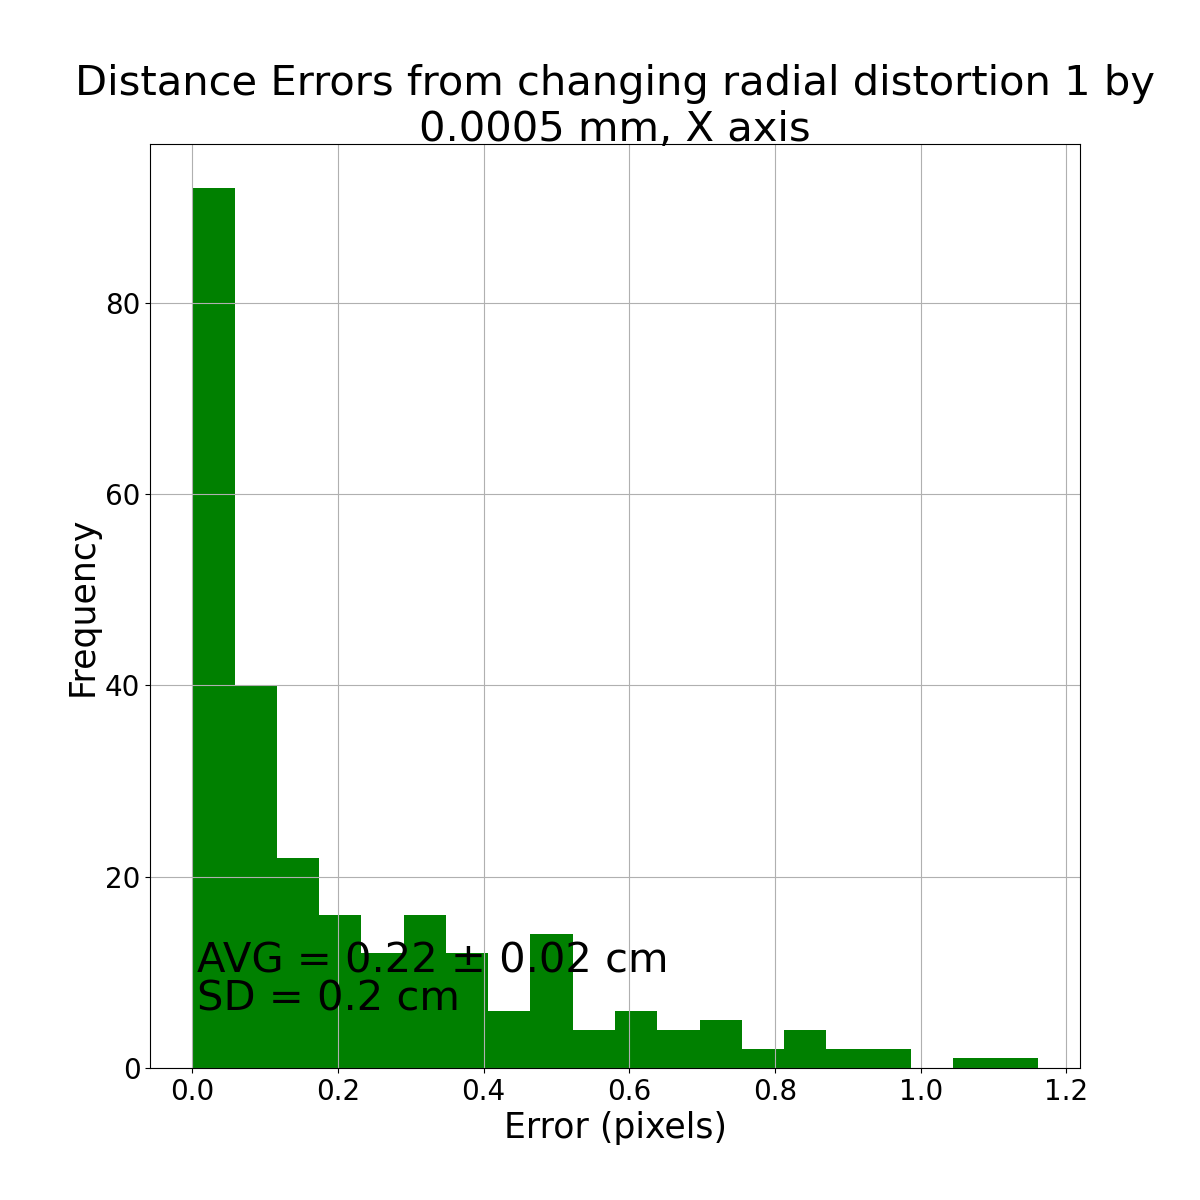 Distance Errors from changing radial distortion 1 by
0.0005 mm, X axis
Frequency
80
60
40
20
0
AVG = 0.22 ± 0.02 cm
SD = 0.2 cm
0.0 0.2 0.4 0.6 0.8 1.0 1.2
Error (pixels)